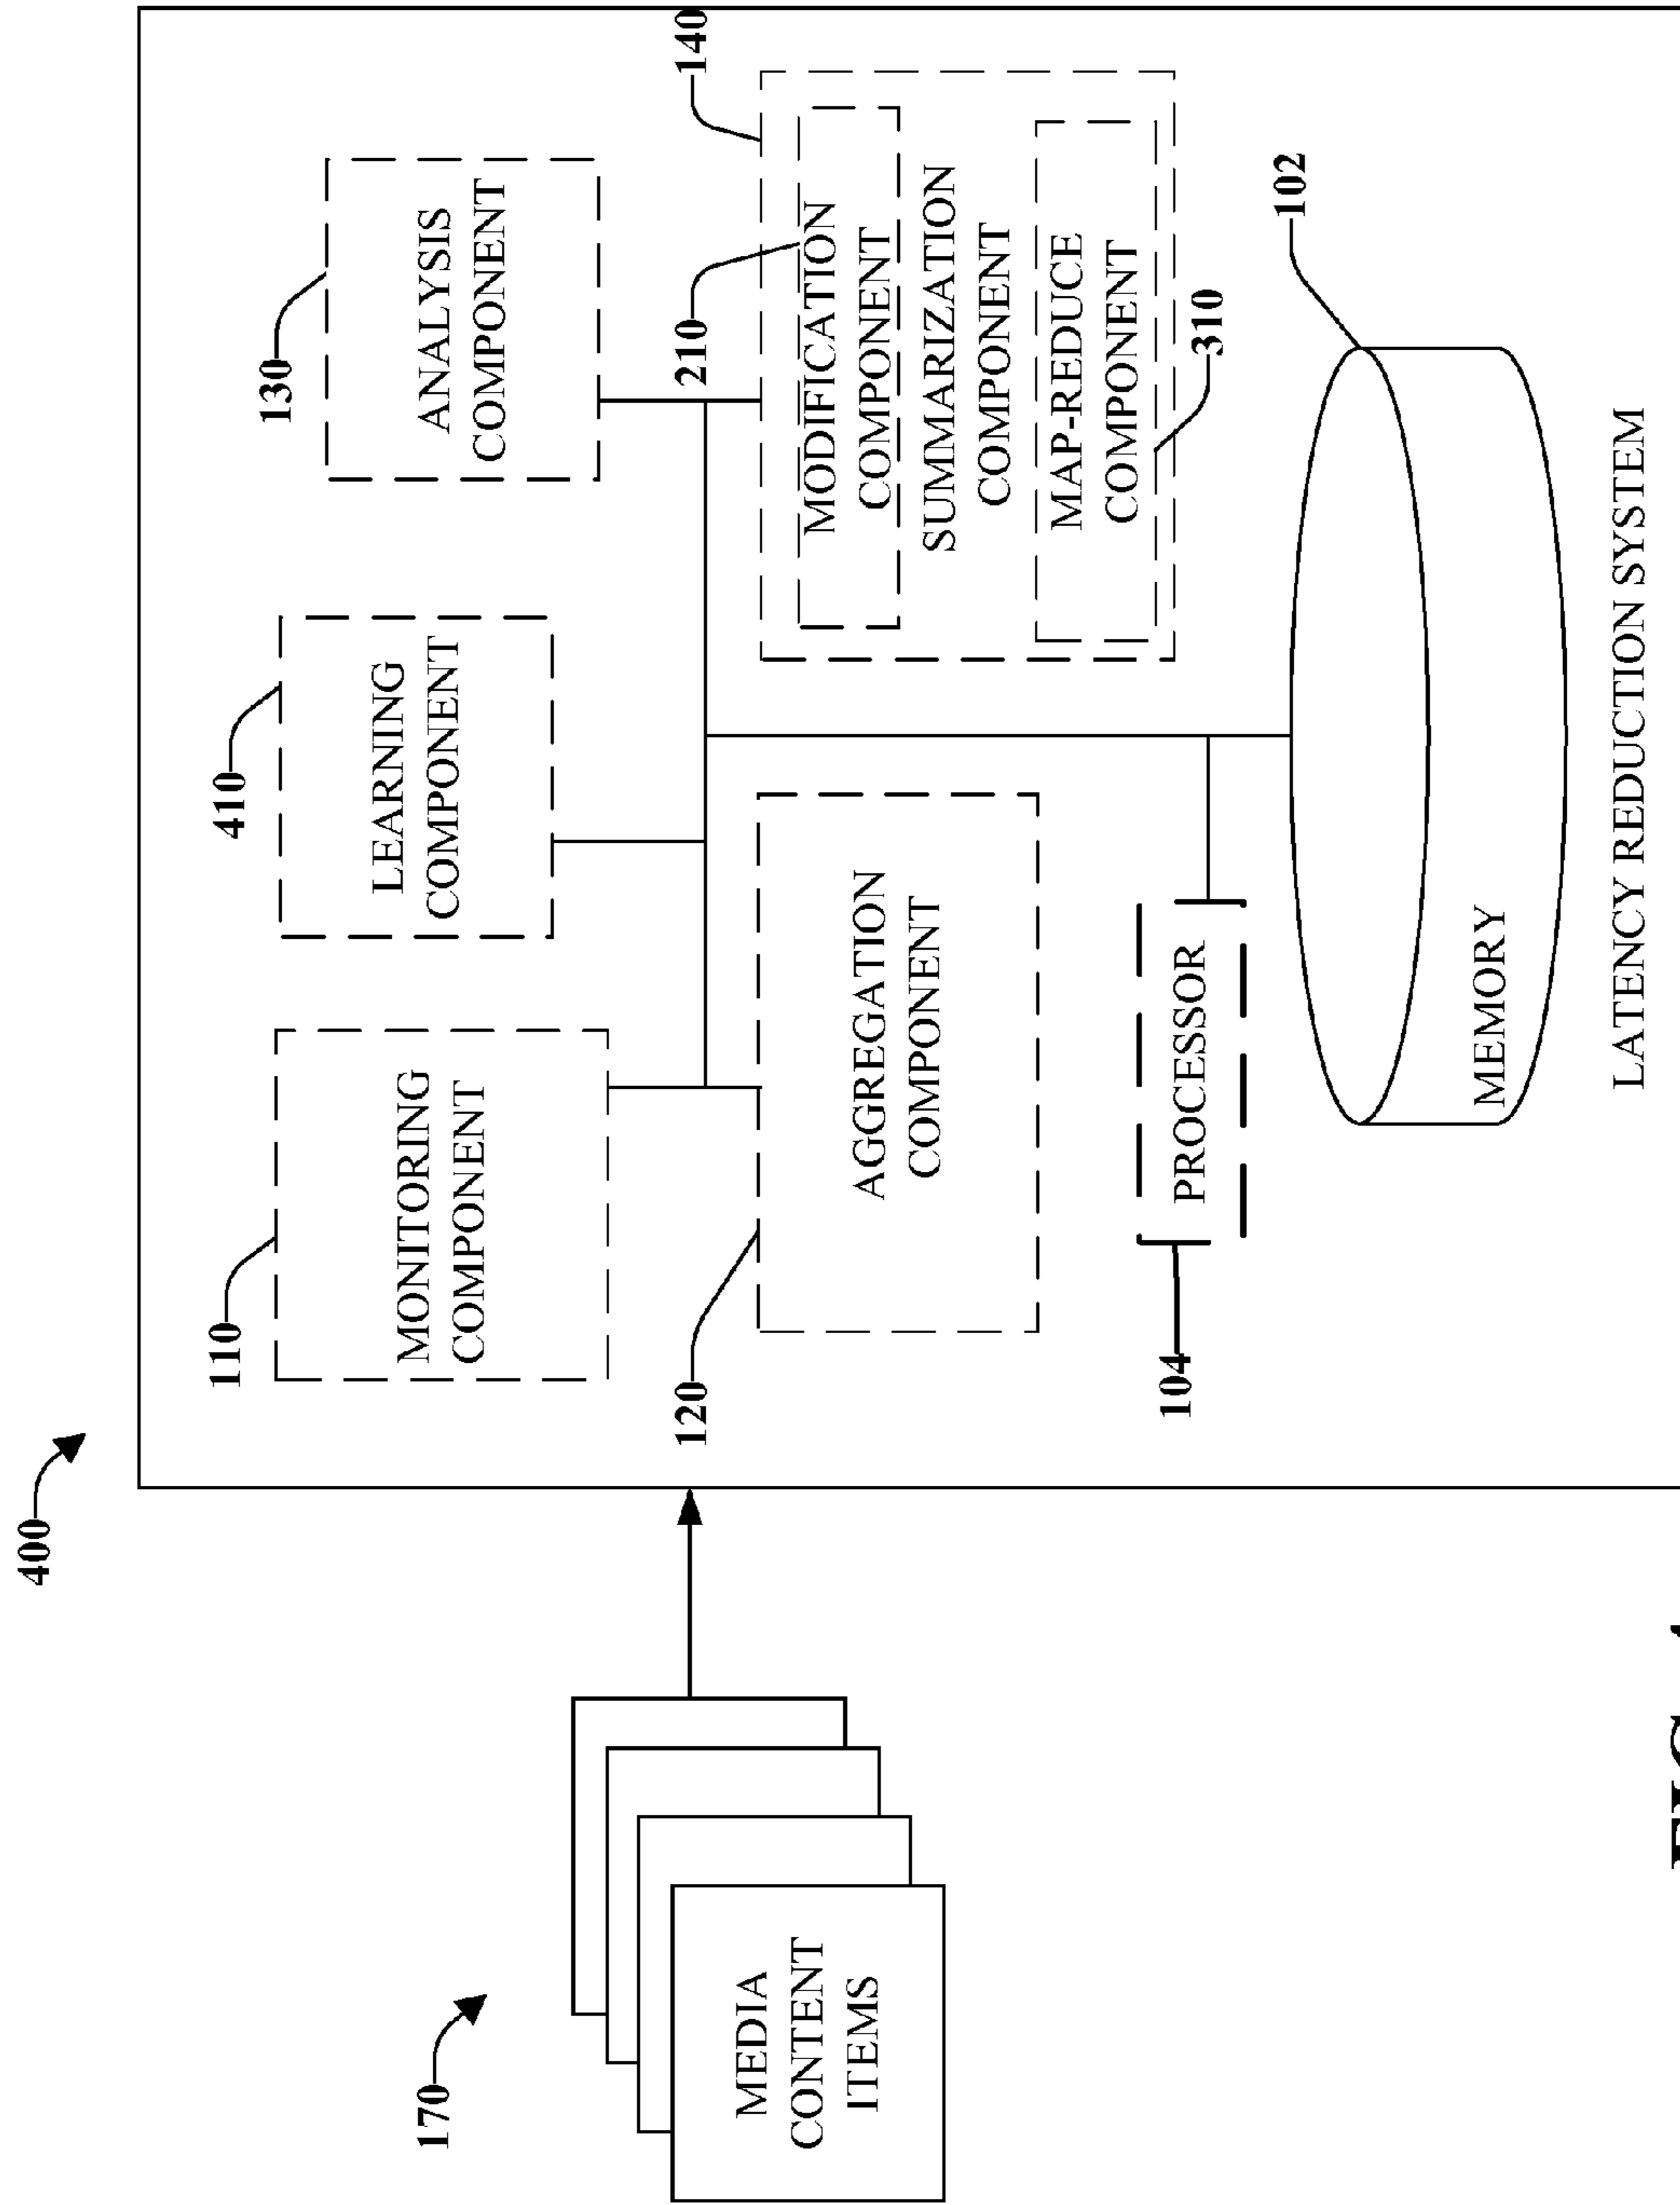 400
170
MEDIA
CONTENT
ITEMS
110
MONITORING
COMPONENT
410
LEARNING
COMPONENT
130
ANALYSIS
COMPONENT
120
AGGREGATION
COMPONENT
210
140
MODIFICATION
COMPONENT
SUMMARIZATION
COMPONENT
MAP-REDUCE
COMPONENT
310
104
PROCESSOR
102
MEMORY
LATENCY REDUCTION SYSTEM